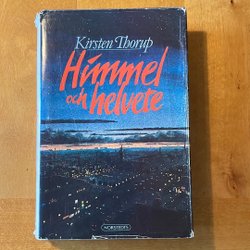 Kirsten Thorup
Himmel
och helvete
NORSTEDTS